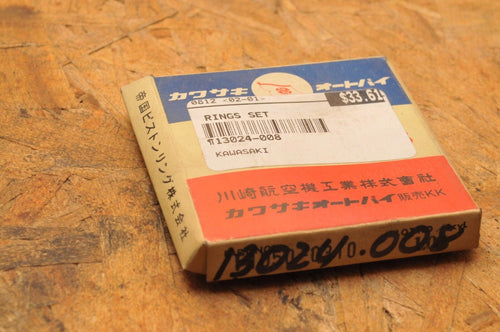 カワサキ オートバイ
0812 <02-01>
$33.61
RINGS SET
¶13024-008
KAWASAKI
川崎航空機工業株式會社
カワサキオートバイ販売KK
帝国ピストンリング株式会社
13024.008